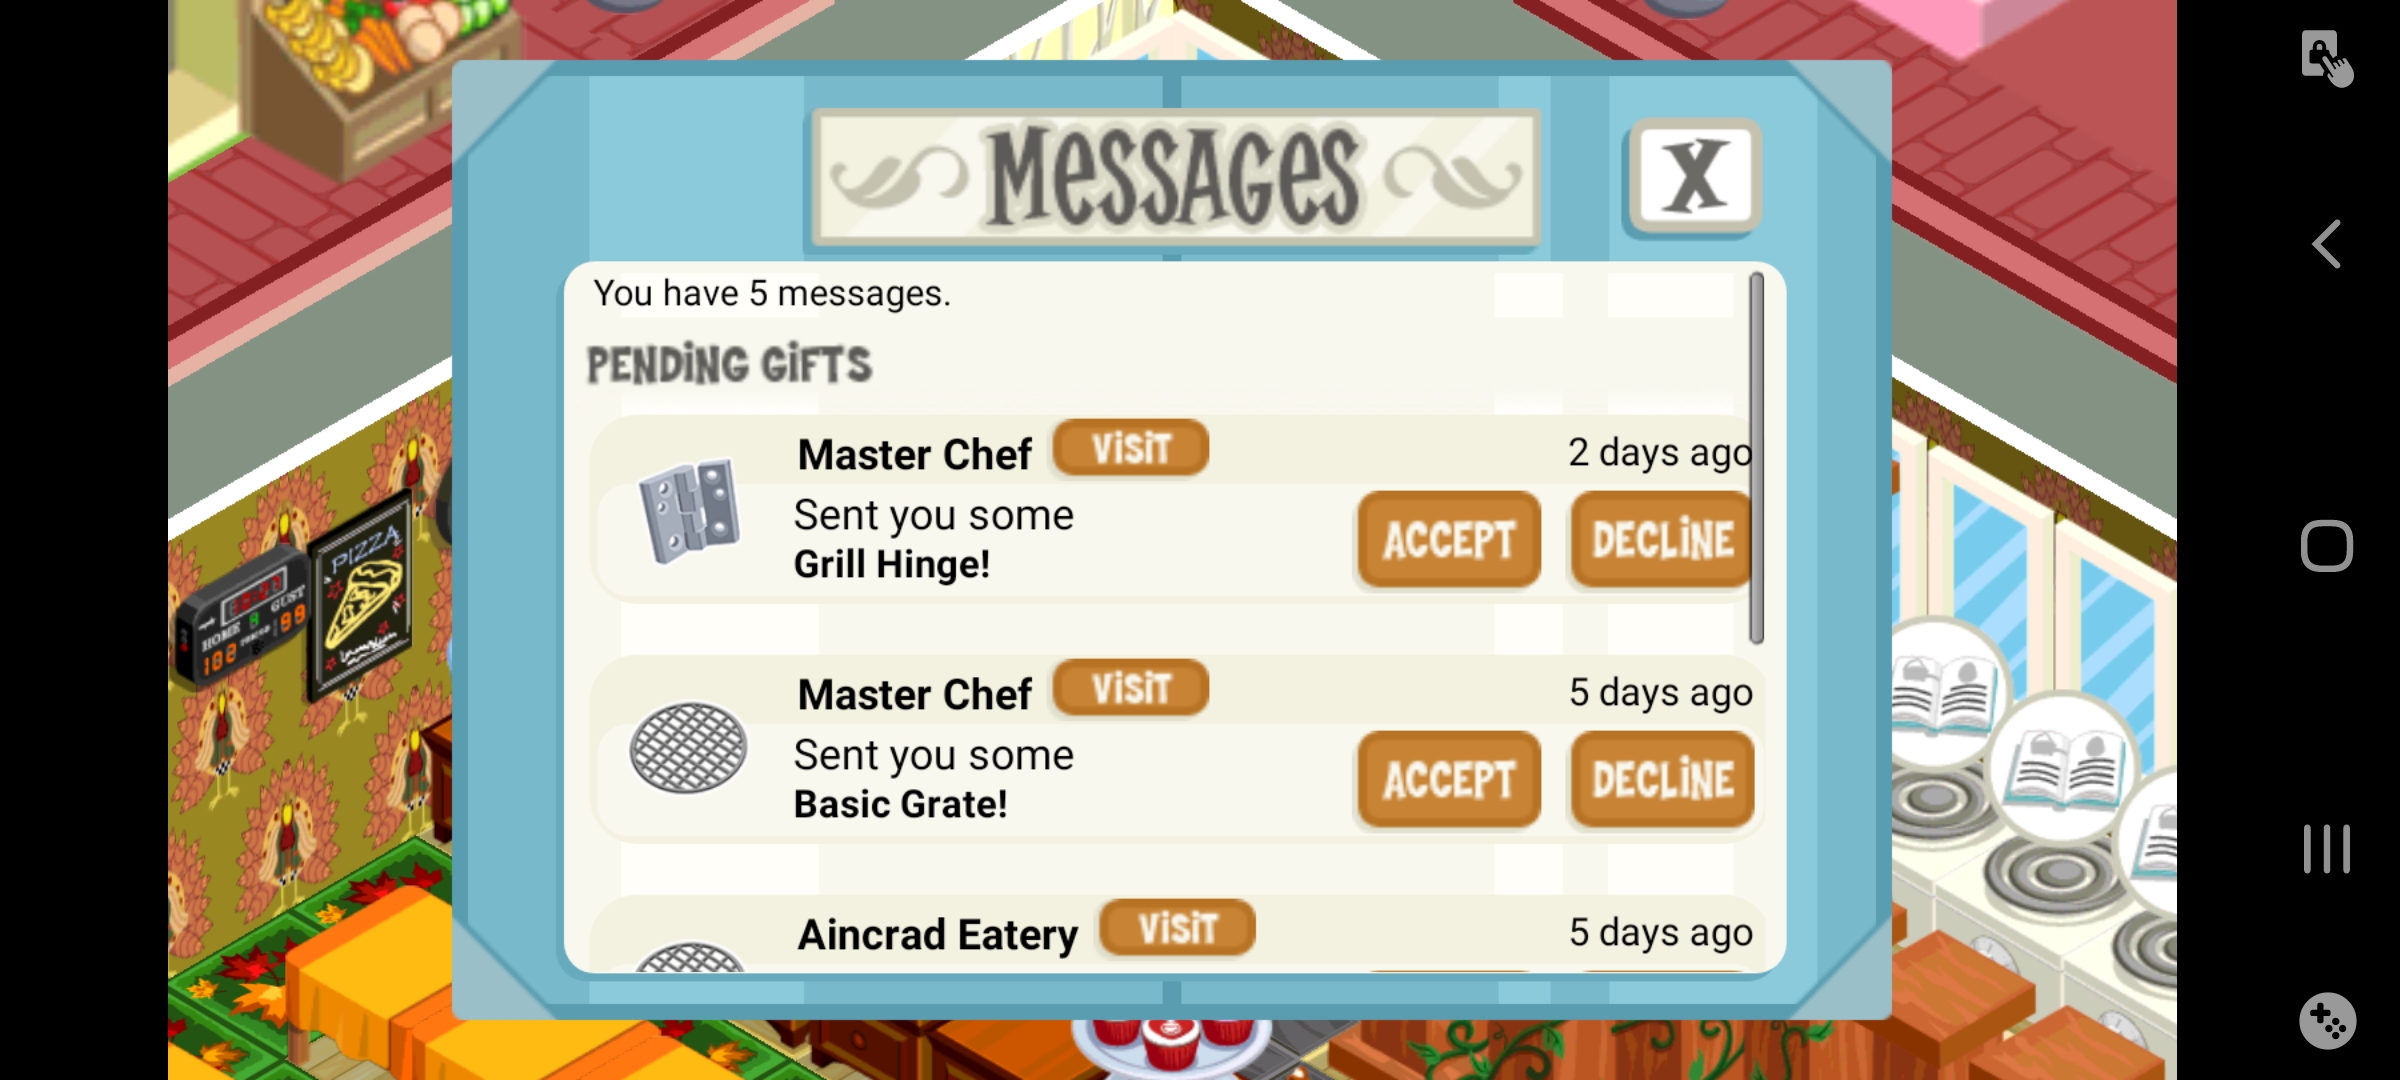 MESSAGES
X
You have 5 messages.
PENDING GIFTS
Master Chef VISIT 2 days ago
Sent you some
Grill Hinge!
ACCEPT DECLINE
Master Chef VISIT 5 days ago
Sent you some
Basic Grate!
ACCEPT DECLINE
Aincrad Eatery VISIT 5 days ago
PIZZA
HOME GUST
102 99